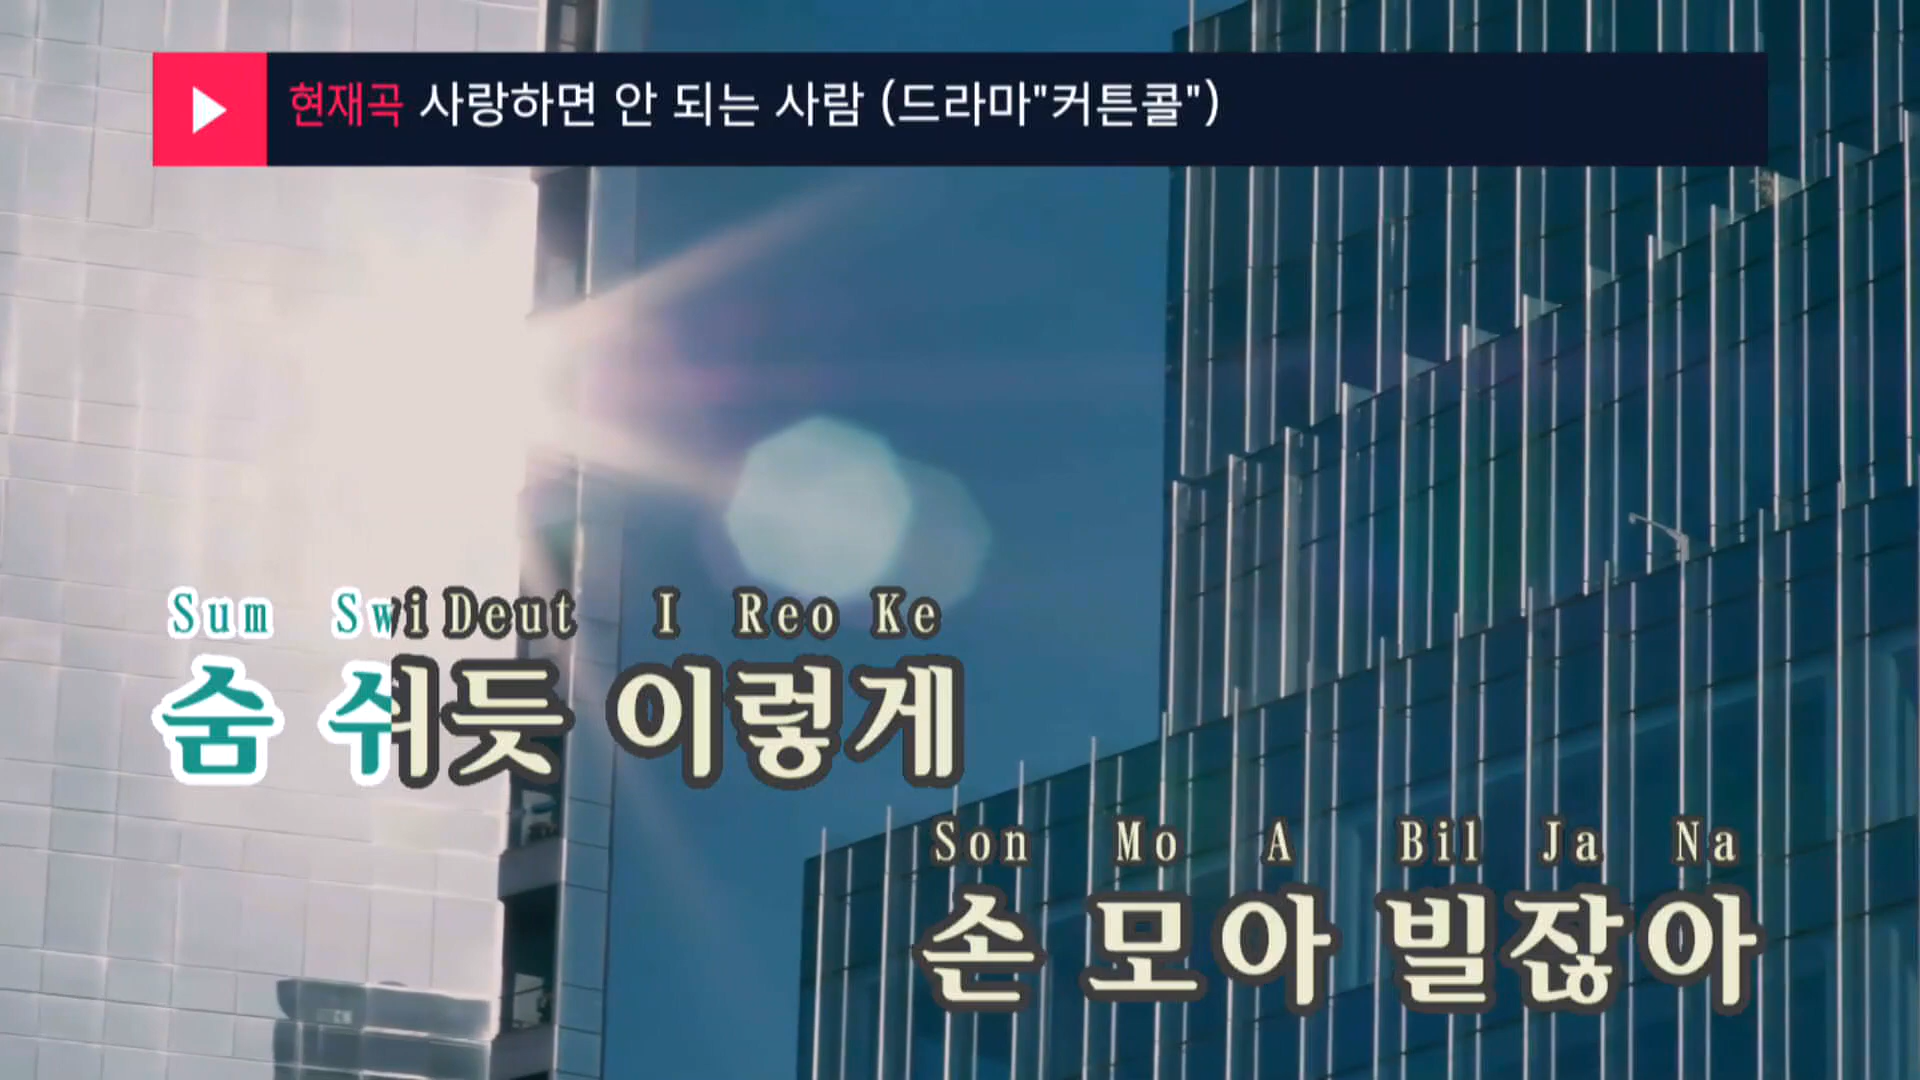 현재곡 사랑하면 안 되는 사람 (드라마"커튼콜")
Sum Swi Deut I Reo Ke
숨 쉬듯 이렇게
Son Mo A Bil Ja Na
손 모아 빌잖아